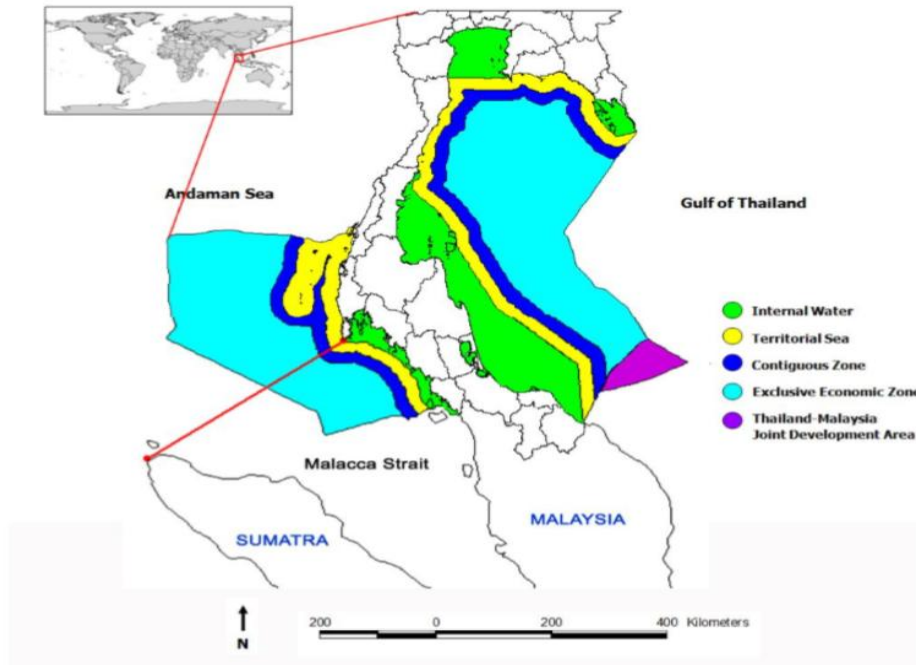 Andaman Sea
Gulf of Thailand
Internal Water
Territorial Sea
Contiguous Zone
Exclusive Economic Zone
Thailand-Malaysia
Joint Development Area
Malacca Strait
MALAYSIA
SUMATRA
N
200 0 200 400 Kilometers